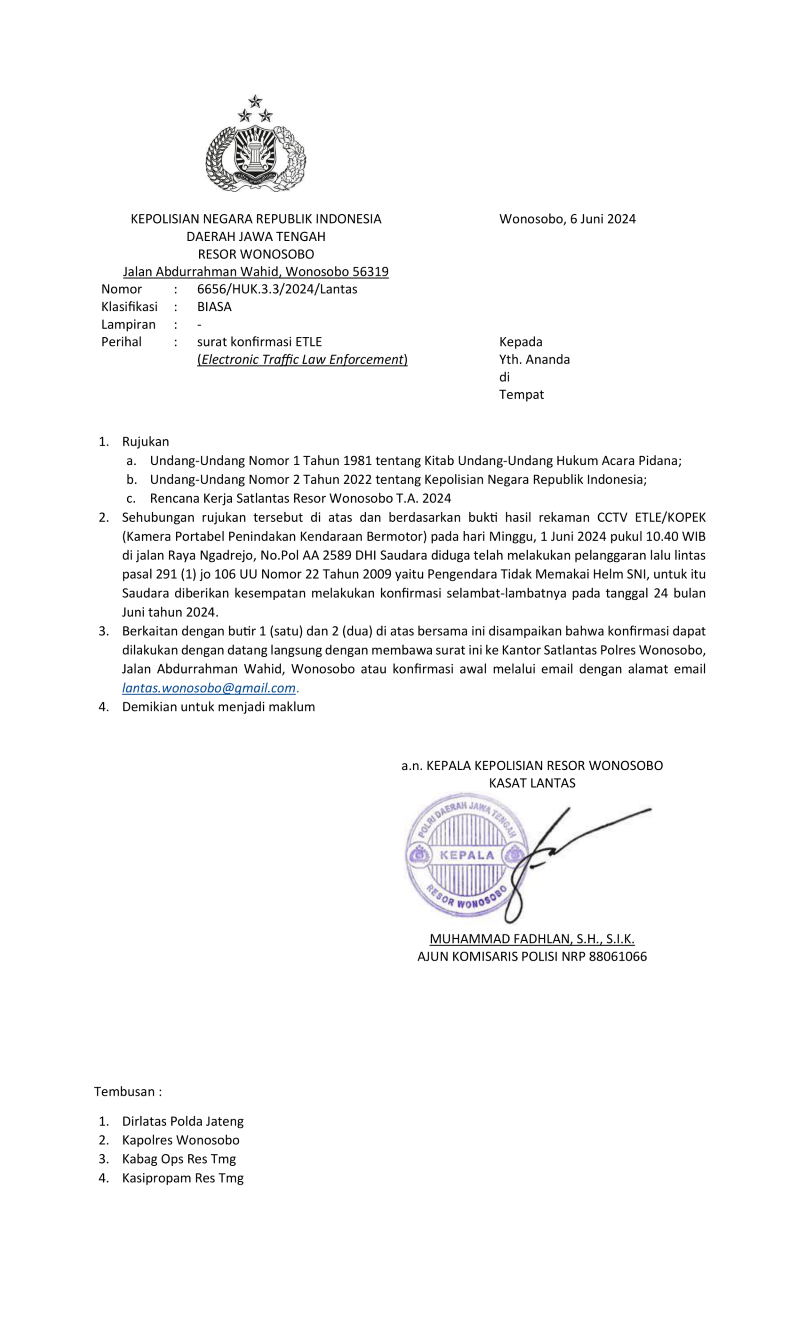 KEPOLISIAN NEGARA REPUBLIK INDONESIA
DAERAH JAWA TENGAH
RESOR WONOSOBO
Jalan Abdurrahman Wahid, Wonosobo 56319
Wonosobo, 6 Juni 2024
Nomor : 6656/HUK.3.3/2024/Lantas
Klasifikasi : BIASA
Lampiran : -
Perihal : surat konfirmasi ETLE
(Electronic Traffic Law Enforcement)
Kepada
Yth. Ananda
di
Tempat
1. Rujukan
a. Undang-Undang Nomor 1 Tahun 1981 tentang Kitab Undang-Undang Hukum Acara Pidana;
b. Undang-Undang Nomor 2 Tahun 2022 tentang Kepolisian Negara Republik Indonesia;
c. Rencana Kerja Satlantas Resor Wonosobo T.A. 2024
2. Sehubungan rujukan tersebut di atas dan berdasarkan bukti hasil rekaman CCTV ETLE/KOPEK
(Kamera Portabel Penindakan Kendaraan Bermotor) pada hari Minggu, 1 Juni 2024 pukul 10.40 WIB
di jalan Raya Ngadrejo, No.Pol AA 2589 DHI Saudara diduga telah melakukan pelanggaran lalu lintas
pasal 291 (1) jo 106 UU Nomor 22 Tahun 2009 yaitu Pengendara Tidak Memakai Helm SNI, untuk itu
Saudara diberikan kesempatan melakukan konfirmasi selambat-lambatnya pada tanggal 24 bulan
Juni tahun 2024.
3. Berkaitan dengan butir 1 (satu) dan 2 (dua) di atas bersama ini disampaikan bahwa konfirmasi dapat
dilakukan dengan datang langsung dengan membawa surat ini ke Kantor Satlantas Polres Wonosobo,
Jalan Abdurrahman Wahid, Wonosobo atau konfirmasi awal melalui email dengan alamat email
lantas.wonosobo@gmail.com.
4. Demikian untuk menjadi maklum
a.n. KEPALA KEPOLISIAN RESOR WONOSOBO
KASAT LANTAS
POLRI DAERAH JAWA TENGAH
KEPALA
RESOR WONOSOBO
MUHAMMAD FADHLAN, S.H., S.I.K.
AJUN KOMISARIS POLISI NRP 88061066
Tembusan :
1. Dirlatas Polda Jateng
2. Kapolres Wonosobo
3. Kabag Ops Res Tmg
4. Kasipropam Res Tmg